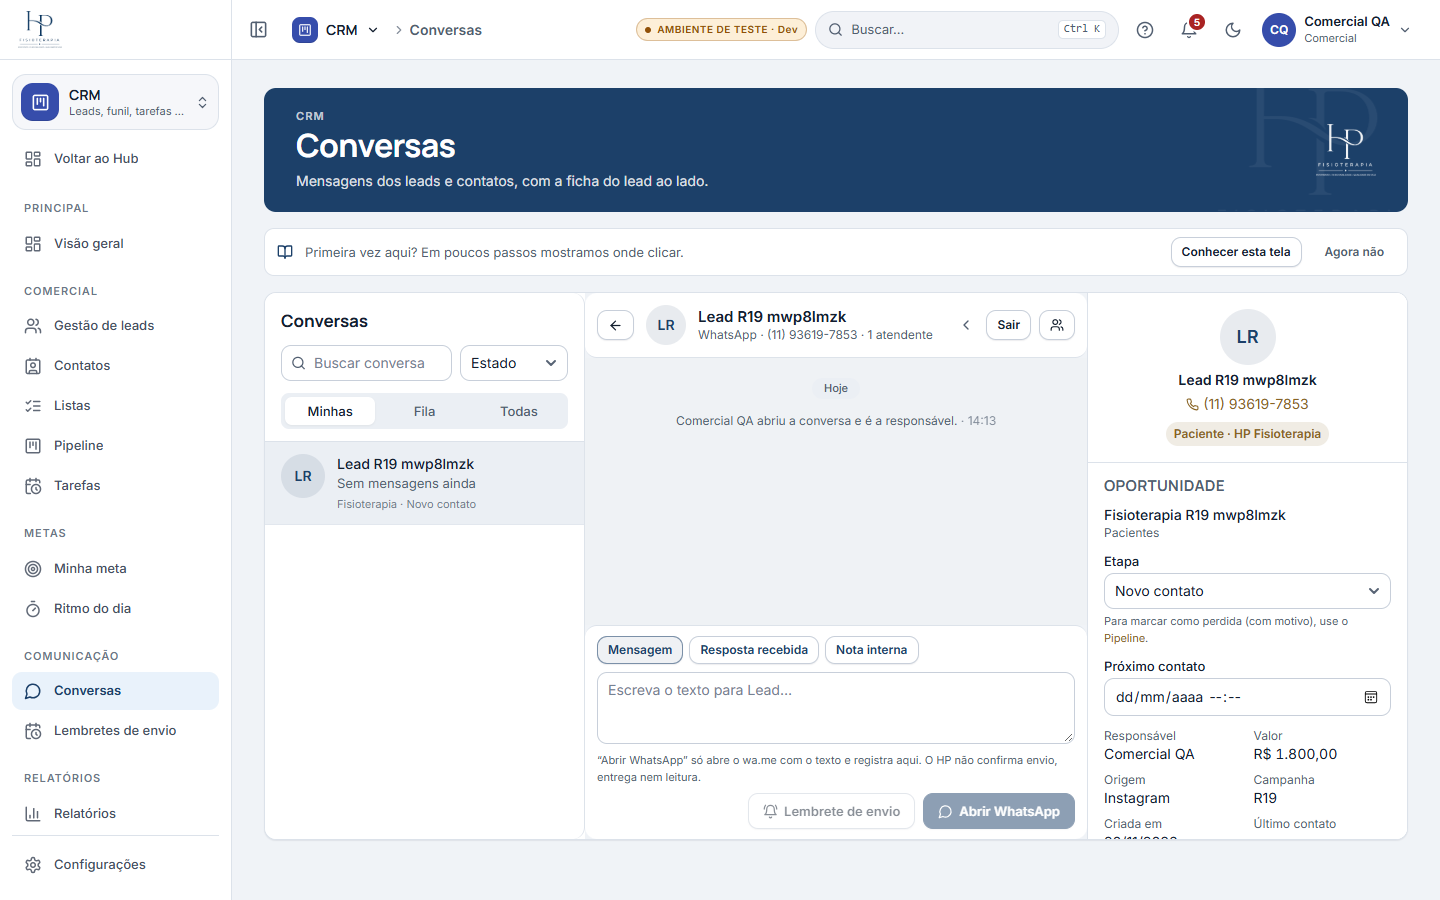 HP
FISIOTERAPIA
CRM
Conversas
AMBIENTE DE TESTE · Dev
Buscar...
Ctrl K
5
CQ
Comercial QA
Comercial
CRM
Leads, funil, tarefas ...
Voltar ao Hub
PRINCIPAL
Visão geral
COMERCIAL
Gestão de leads
Contatos
Listas
Pipeline
Tarefas
METAS
Minha meta
Ritmo do dia
COMUNICAÇÃO
Conversas
Lembretes de envio
RELATÓRIOS
Relatórios
Configurações
CRM
Conversas
Mensagens dos leads e contatos, com a ficha do lead ao lado.
HP
FISIOTERAPIA
Primeira vez aqui? Em poucos passos mostramos onde clicar.
Conhecer esta tela
Agora não
Conversas
Buscar conversa
Estado
Minhas
Fila
Todas
LR
Lead R19 mwp8lmzk
Sem mensagens ainda
Fisioterapia · Novo contato
LR
Lead R19 mwp8lmzk
WhatsApp · (11) 93619-7853 · 1 atendente
Sair
Hoje
Comercial QA abriu a conversa e é a responsável. · 14:13
Mensagem
Resposta recebida
Nota interna
Escreva o texto para Lead...
“Abrir WhatsApp” só abre o wa.me com o texto e registra aqui. O HP não confirma envio,
entrega nem leitura.
Lembrete de envio
Abrir WhatsApp
LR
Lead R19 mwp8lmzk
(11) 93619-7853
Paciente · HP Fisioterapia
OPORTUNIDADE
Fisioterapia R19 mwp8lmzk
Pacientes
Etapa
Novo contato
Para marcar como perdida (com motivo), use o
Pipeline.
Próximo contato
dd/mm/aaaa --:--
Responsável
Valor
Comercial QA
R$ 1.800,00
Origem
Campanha
Instagram
R19
Criada em
Último contato